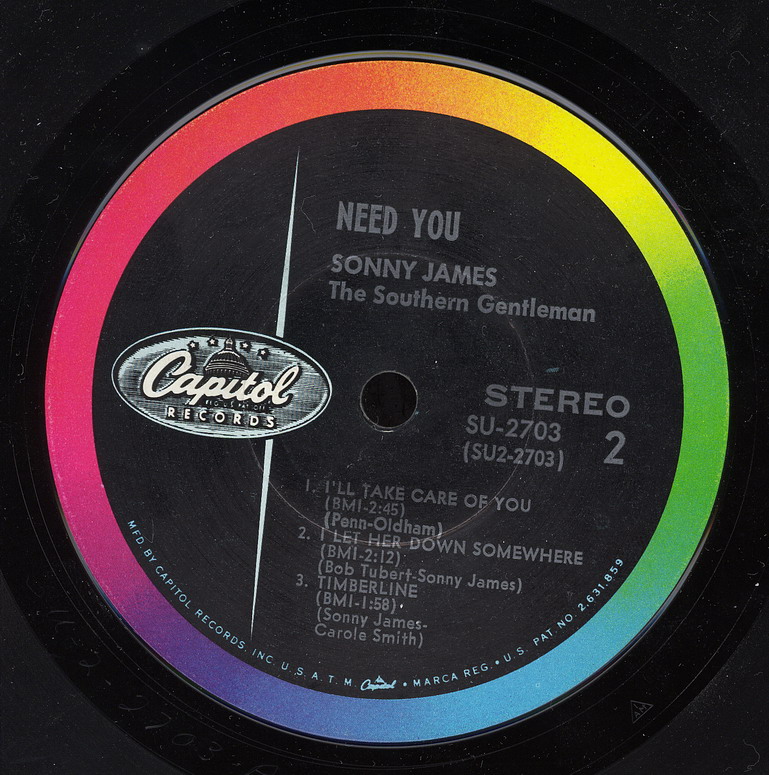 NEED YOU
SONNY JAMES
The Southern Gentleman
Capitol
RECORDS
STEREO
SU-2703
(SU2-2703)
2
1. I'LL TAKE CARE OF YOU
(BMI-2:45)
(Penn-Oldham)
2. I LET HER DOWN SOMEWHERE
(BMI-2:12)
(Bob Tubert-Sonny James)
3. TIMBERLINE
(BMI-1:58)
(Sonny James-
Carole Smith)
MFD BY CAPITOL RECORDS, INC. U.S.A. T.M. Capitol • MARCA REG. • U.S. PAT. NO. 2,631,859